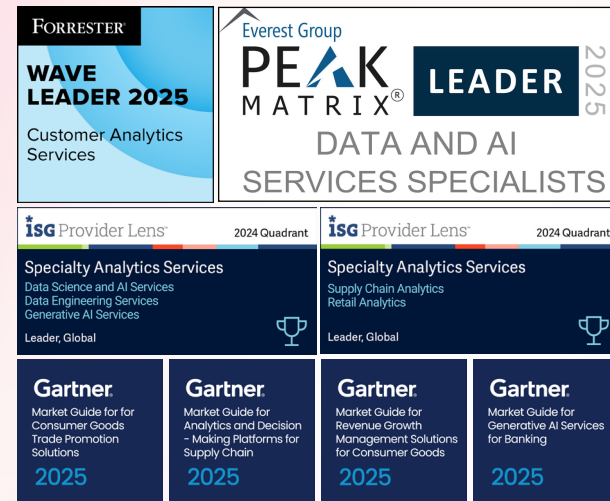 FORRESTER®
WAVE
LEADER 2025
Customer Analytics
Services
Everest Group
PEAK
MATRIX®
LEADER
2025
DATA AND AI
SERVICES SPECIALISTS
ISG Provider Lens™
2024 Quadrant
Specialty Analytics Services
Data Science and AI Services
Data Engineering Services
Generative AI Services
Leader, Global
ISG Provider Lens™
2024 Quadrant
Specialty Analytics Services
Supply Chain Analytics
Retail Analytics
Leader, Global
Gartner.
Market Guide for for
Consumer Goods
Trade Promotion
Solutions
2025
Gartner.
Market Guide for
Analytics and Decision
- Making Platforms for
Supply Chain
2025
Gartner.
Market Guide for
Revenue Growth
Management Solutions
for Consumer Goods
2025
Gartner.
Market Guide for
Generative AI Services
for Banking
2025